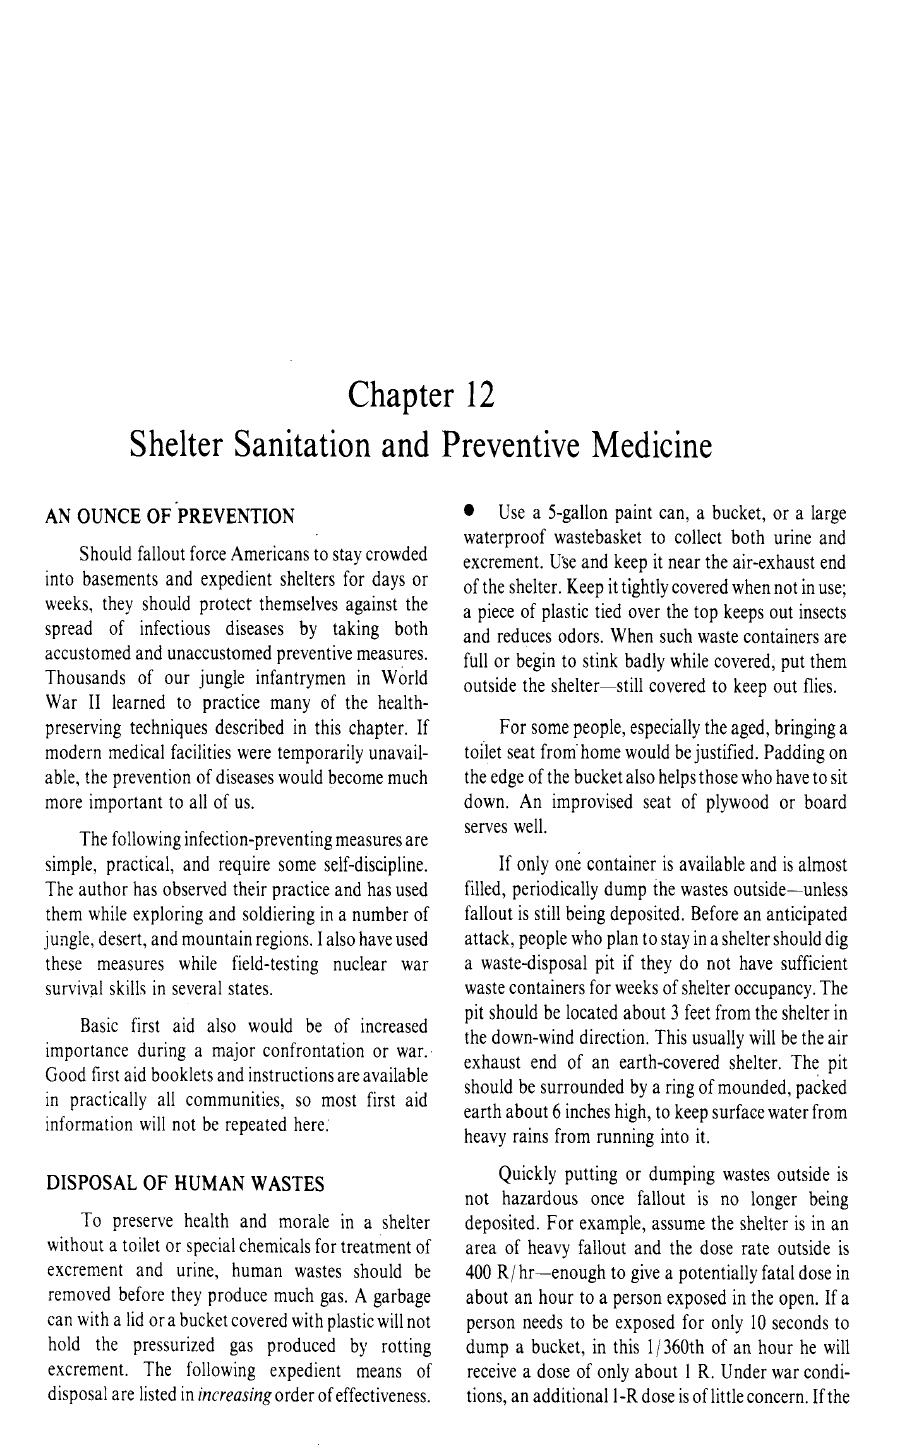 Chapter 12
Shelter Sanitation and Preventive Medicine
AN OUNCE OF PREVENTION
Should fallout force Americans to stay crowded
into basements and expedient shelters for days or
weeks, they should protect themselves against the
spread of infectious diseases by taking both
accustomed and unaccustomed preventive measures.
Thousands of our jungle infantrymen in World
War II learned to practice many of the health-
preserving techniques described in this chapter. If
modern medical facilities were temporarily unavail-
able, the prevention of diseases would become much
more important to all of us.
The following infection-preventing measures are
simple, practical, and require some self-discipline.
The author has observed their practice and has used
them while exploring and soldiering in a number of
jungle, desert, and mountain regions. I also have used
these measures while field-testing nuclear war
survival skills in several states.
Basic first aid also would be of increased
importance during a major confrontation or war.
Good first aid booklets and instructions are available
in practically all communities, so most first aid
information will not be repeated here.
DISPOSAL OF HUMAN WASTES
To preserve health and morale in a shelter
without a toilet or special chemicals for treatment of
excrement and urine, human wastes should be
removed before they produce much gas. A garbage
can with a lid or a bucket covered with plastic will not
hold the pressurized gas produced by rotting
excrement. The following expedient means of
disposal are listed in increasing order of effectiveness.
● Use a 5-gallon paint can, a bucket, or a large
waterproof wastebasket to collect both urine and
excrement. Use and keep it near the air-exhaust end
of the shelter. Keep it tightly covered when not in use;
a piece of plastic tied over the top keeps out insects
and reduces odors. When such waste containers are
full or begin to stink badly while covered, put them
outside the shelter—still covered to keep out flies.
For some people, especially the aged, bringing a
toilet seat from home would be justified. Padding on
the edge of the bucket also helps those who have to sit
down. An improvised seat of plywood or board
serves well.
If only one container is available and is almost
filled, periodically dump the wastes outside—unless
fallout is still being deposited. Before an anticipated
attack, people who plan to stay in a shelter should dig
a waste-disposal pit if they do not have sufficient
waste containers for weeks of shelter occupancy. The
pit should be located about 3 feet from the shelter in
the down-wind direction. This usually will be the air
exhaust end of an earth-covered shelter. The pit
should be surrounded by a ring of mounded, packed
earth about 6 inches high, to keep surface water from
heavy rains from running into it.
Quickly putting or dumping wastes outside is
not hazardous once fallout is no longer being
deposited. For example, assume the shelter is in an
area of heavy fallout and the dose rate outside is
400 R/hr—enough to give a potentially fatal dose in
about an hour to a person exposed in the open. If a
person needs to be exposed for only 10 seconds to
dump a bucket, in this 1/360th of an hour he will
receive a dose of only about 1 R. Under war condi-
tions, an additional 1-R dose is of little concern. If the